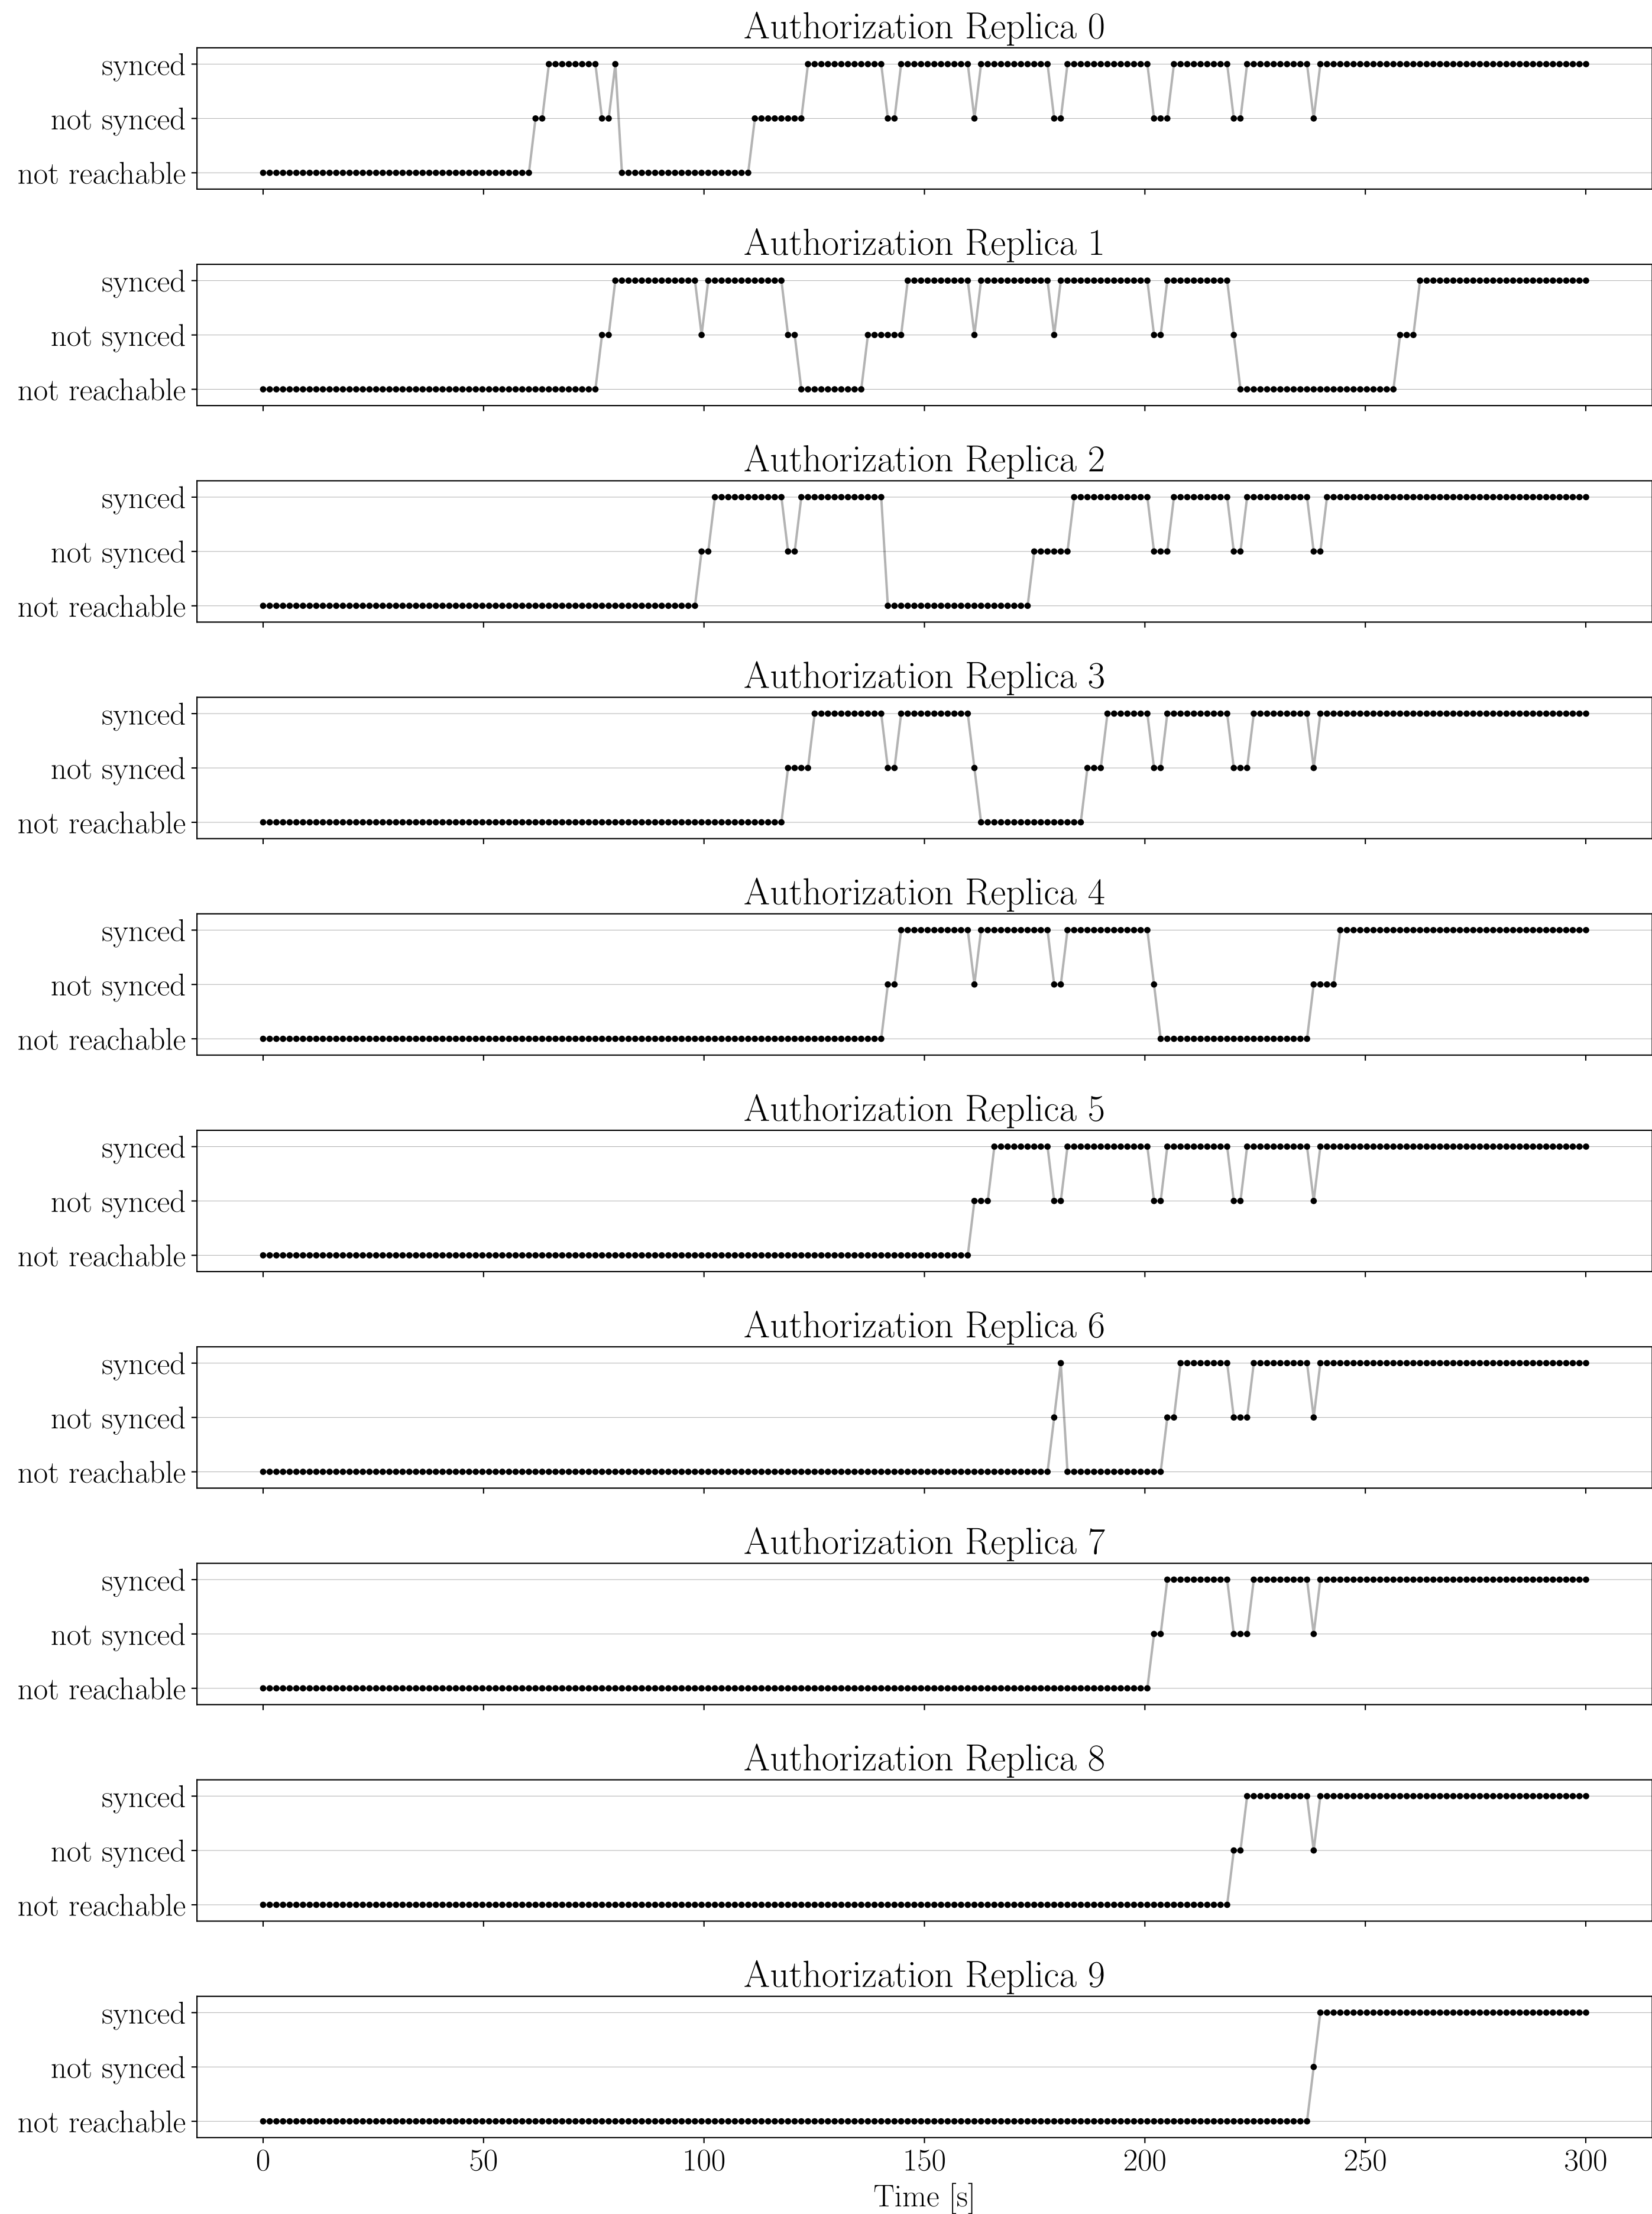 Authorization Replica 0
synced
not synced
not reachable
Authorization Replica 1
synced
not synced
not reachable
Authorization Replica 2
synced
not synced
not reachable
Authorization Replica 3
synced
not synced
not reachable
Authorization Replica 4
synced
not synced
not reachable
Authorization Replica 5
synced
not synced
not reachable
Authorization Replica 6
synced
not synced
not reachable
Authorization Replica 7
synced
not synced
not reachable
Authorization Replica 8
synced
not synced
not reachable
Authorization Replica 9
synced
not synced
not reachable
0 50 100 150 200 250 300
Time [s]